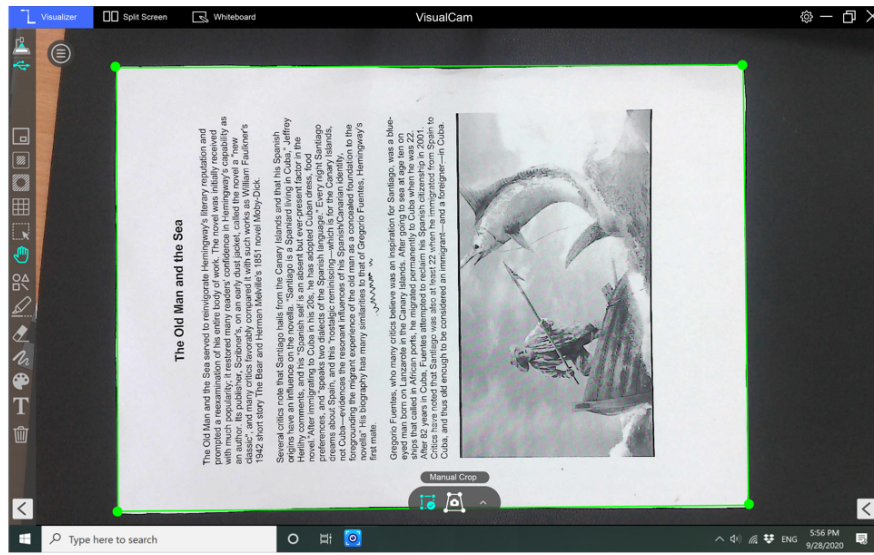 Visualizer
Split Screen
Whiteboard
VisualCam
The Old Man and the Sea
The Old Man and the Sea served to reinvigorate Hemingway's literary reputation and
prompted a reexamination of his entire body of work. The novel was initially received
with much popularity; it restored many readers' confidence in Hemingway's capability as
an author. Its publisher, Scribner's, on an early dust jacket, called the novel a "new
classic", and many critics favorably compared it with such works as William Faulkner's
1942 short story The Bear and Herman Melville's 1851 novel Moby-Dick.
Several critics note that Santiago hails from the Canary Islands and that his Spanish
origins have an influence on the novella. "Santiago is a Spaniard living in Cuba," Jeffrey
Herlihy comments, and his "Spanish self is an absent but ever-present factor in the
novel."After immigrating to Cuba in his 20s, he has adopted Cuban dress, food
preferences, and "speaks two dialects of the Spanish language." Every night Santiago
dreams about Spain, and this "nostalgic reminiscing—which is for the Canary Islands,
not Cuba—evidences the resonant influences of his Spanish/Canarian identity,
foregrounding the migrant experience of the old man as a concealed foundation to the
novella" His biography has many similarities to that of Gregorio Fuentes, Hemingway's
first mate.
Gregorio Fuentes, who many critics believe was an inspiration for Santiago, was a blue-
eyed man born on Lanzarote in the Canary Islands. After going to sea at age ten on
ships that called in African ports, he migrated permanently to Cuba when he was 22.
After 82 years in Cuba, Fuentes attempted to reclaim his Spanish citizenship in 2001.
Critics have noted that Santiago was also at least 22 when he immigrated from Spain to
Cuba, and thus old enough to be considered an immigrant—and a foreigner—in Cuba.
T
Manual Crop
Type here to search
ENG
5:56 PM
9/28/2020